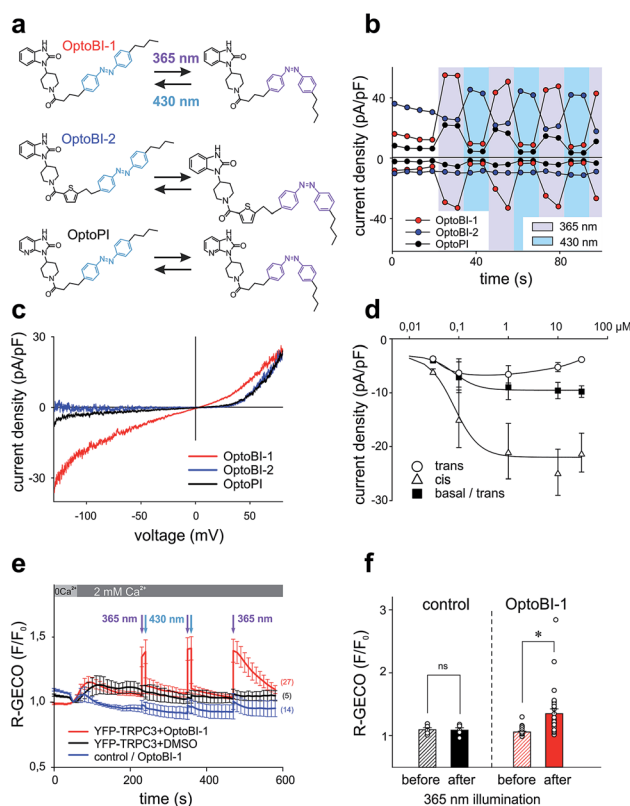 a
OptoBI-1
365 nm
430 nm
OptoBI-2
OptoPI
b
current density (pA/pF)
40
0
-40
0
20
40
60
80
100
OptoBI-1
OptoBI-2
OptoPI
365 nm
430 nm
time (s)
c
current density (pA/pF)
30
0
-30
-100
-50
0
50
OptoBI-1
OptoBI-2
OptoPI
voltage (mV)
d
0,01
0,1
1
10
100 µM
current density (pA/pF)
0
-5
-10
-15
-20
-25
-30
trans
cis
basal / trans
e
0Ca²⁺
2 mM Ca²⁺
365 nm
430 nm
365 nm
R-GECO (F/F₀)
1,5
1,0
0,5
(27)
(5)
(14)
YFP-TRPC3+OptoBI-1
YFP-TRPC3+DMSO
control / OptoBI-1
0
200
400
600
time (s)
f
R-GECO (F/F₀)
3
2
1
control
OptoBI-1
ns
*
before
after
before
after
365 nm illumination